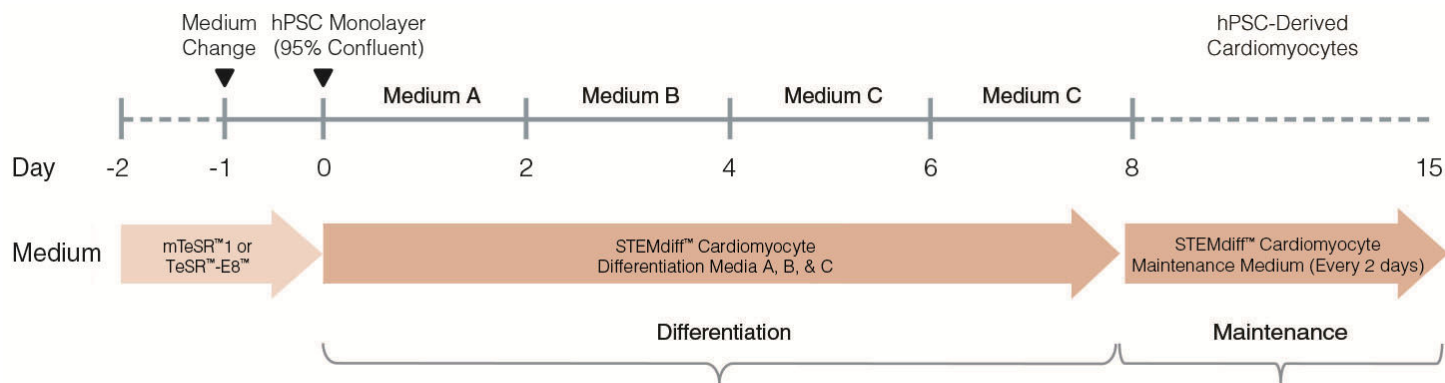 Medium
Change
hPSC Monolayer
(95% Confluent)
hPSC-Derived
Cardiomyocytes
Medium A
Medium B
Medium C
Medium C
Day -2 -1 0 2 4 6 8 15
Medium
mTeSR™1 or
TeSR™-E8™
STEMdiff™ Cardiomyocyte
Differentiation Media A, B, & C
STEMdiff™ Cardiomyocyte
Maintenance Medium (Every 2 days)
Differentiation
Maintenance